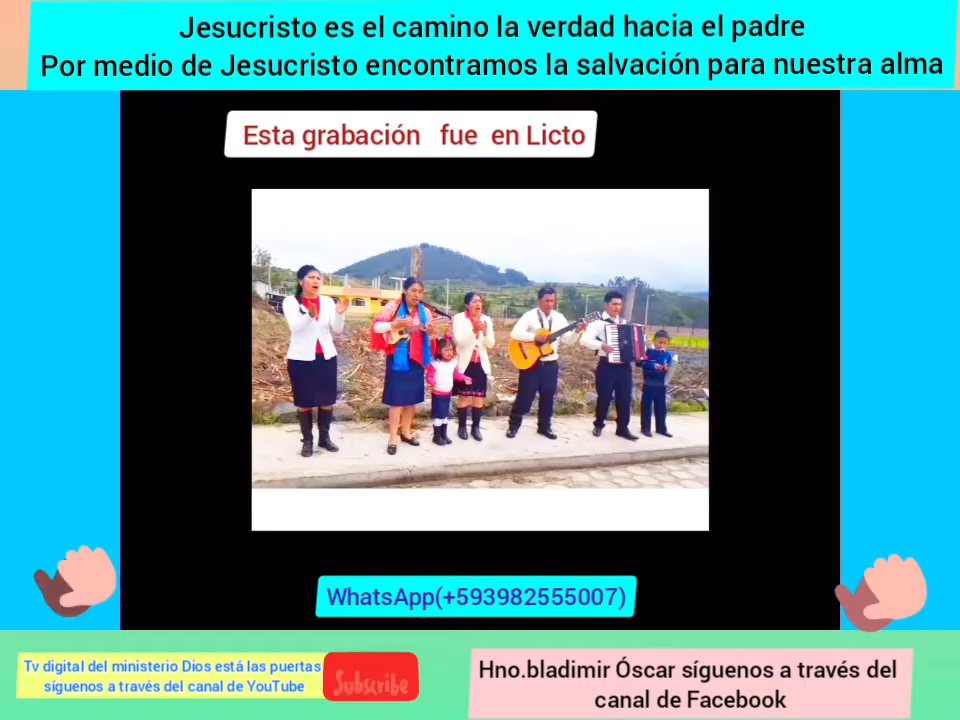 Jesucristo es el camino la verdad hacia el padre
Por medio de Jesucristo encontramos la salvación para nuestra alma
Esta grabación fue en Licto
WhatsApp(+593982555007)
Tv digital del ministerio Dios está las puertas
síguenos a través del canal de YouTube
Subscribe
Hno.bladimir Óscar síguenos a través del
canal de Facebook